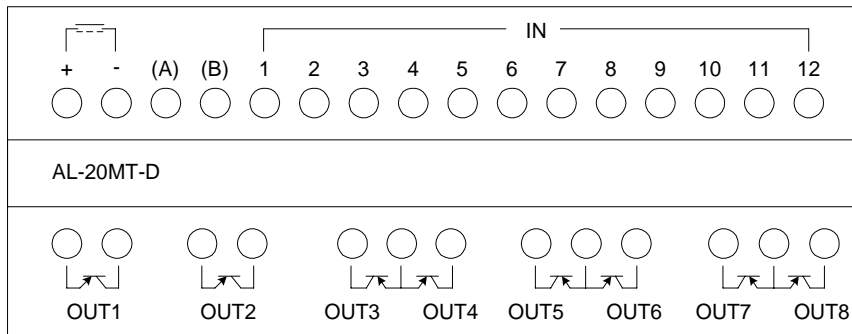 IN
+ - (A) (B) 1 2 3 4 5 6 7 8 9 10 11 12
AL-20MT-D
OUT1 OUT2 OUT3 OUT4 OUT5 OUT6 OUT7 OUT8